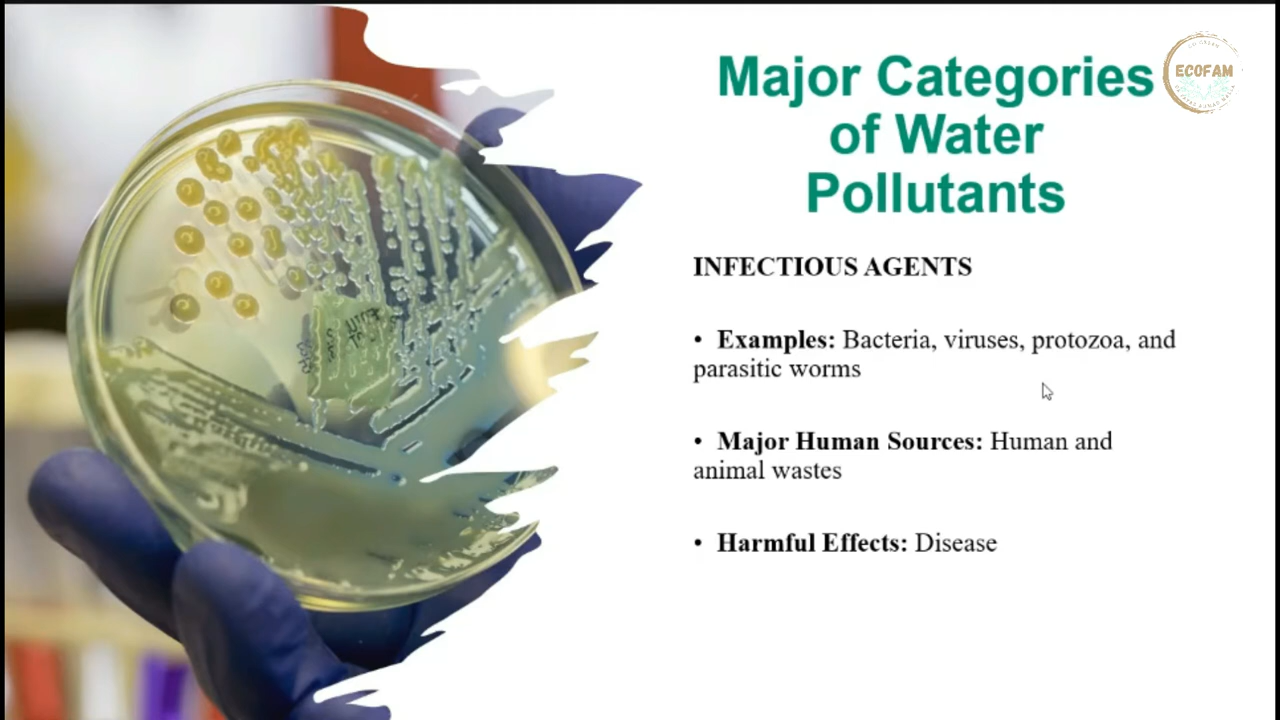 Major Categories
of Water
Pollutants
ECOFAM
INFECTIOUS AGENTS
• Examples: Bacteria, viruses, protozoa, and
parasitic worms
• Major Human Sources: Human and
animal wastes
• Harmful Effects: Disease